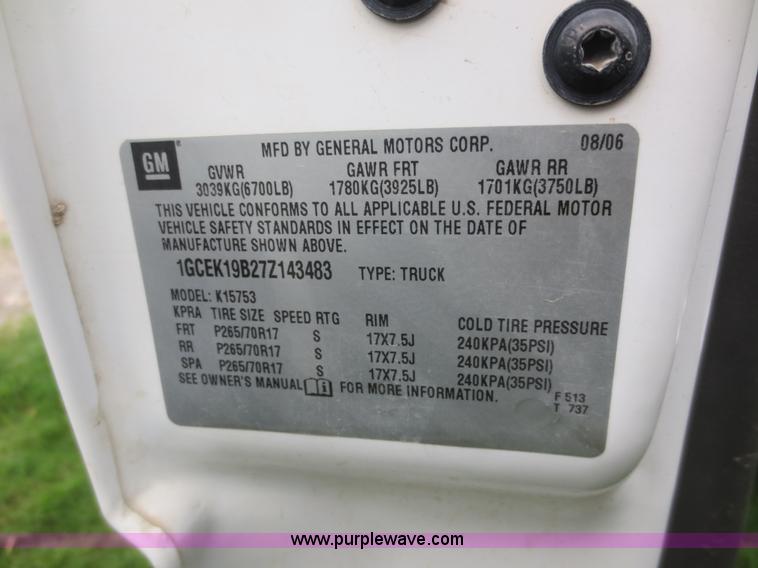 GM
MFD BY GENERAL MOTORS CORP. 08/06
GVWR GAWR FRT GAWR RR
3039KG(6700LB) 1780KG(3925LB) 1701KG(3750LB)
THIS VEHICLE CONFORMS TO ALL APPLICABLE U.S. FEDERAL MOTOR
VEHICLE SAFETY STANDARDS IN EFFECT ON THE DATE OF
MANUFACTURE SHOWN ABOVE.
1GCEK19B27Z143483 TYPE: TRUCK
MODEL: K15753
KPRA TIRE SIZE SPEED RTG RIM COLD TIRE PRESSURE
FRT P265/70R17 S 17X7.5J 240KPA(35PSI)
RR P265/70R17 S 17X7.5J 240KPA(35PSI)
SPA P265/70R17 S 17X7.5J 240KPA(35PSI)
SEE OWNER'S MANUAL FOR MORE INFORMATION.
F 513
T 737
www.purplewave.com